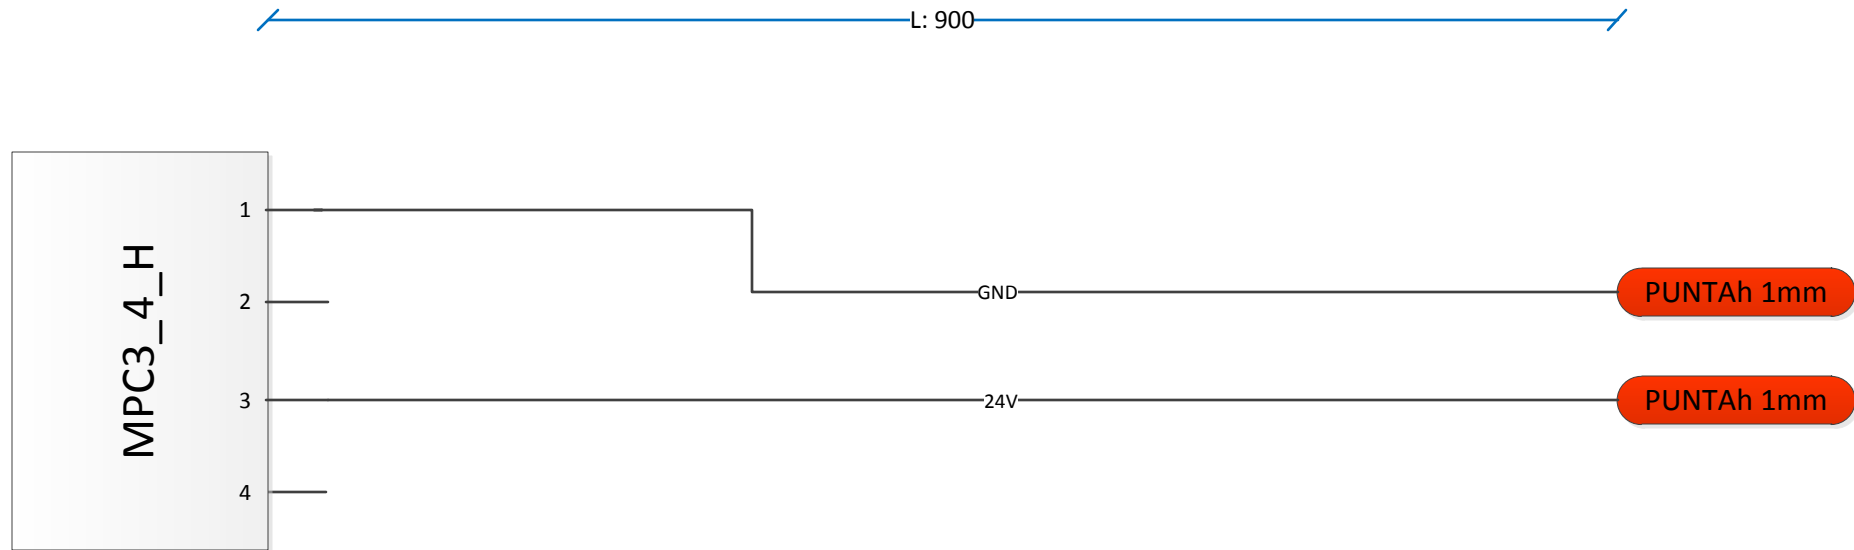 L: 900
MPC3_4_H
1
2
3
4
GND
PUNTAh 1mm
24V
PUNTAh 1mm